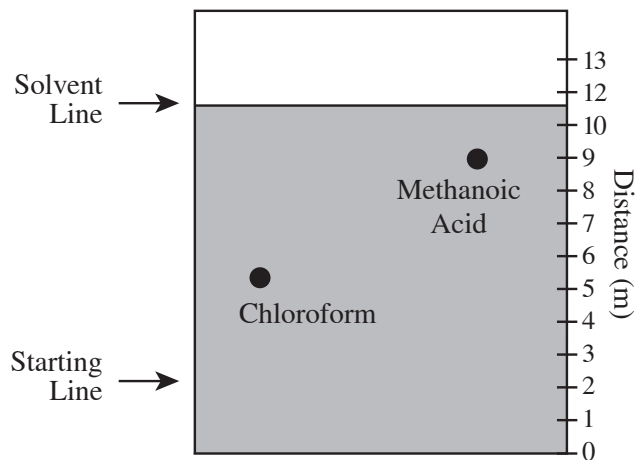 Solvent
Line
Methanoic
Acid
Chloroform
Starting
Line
13
12
10
9
8
7
6
5
4
3
2
1
0
Distance (m)